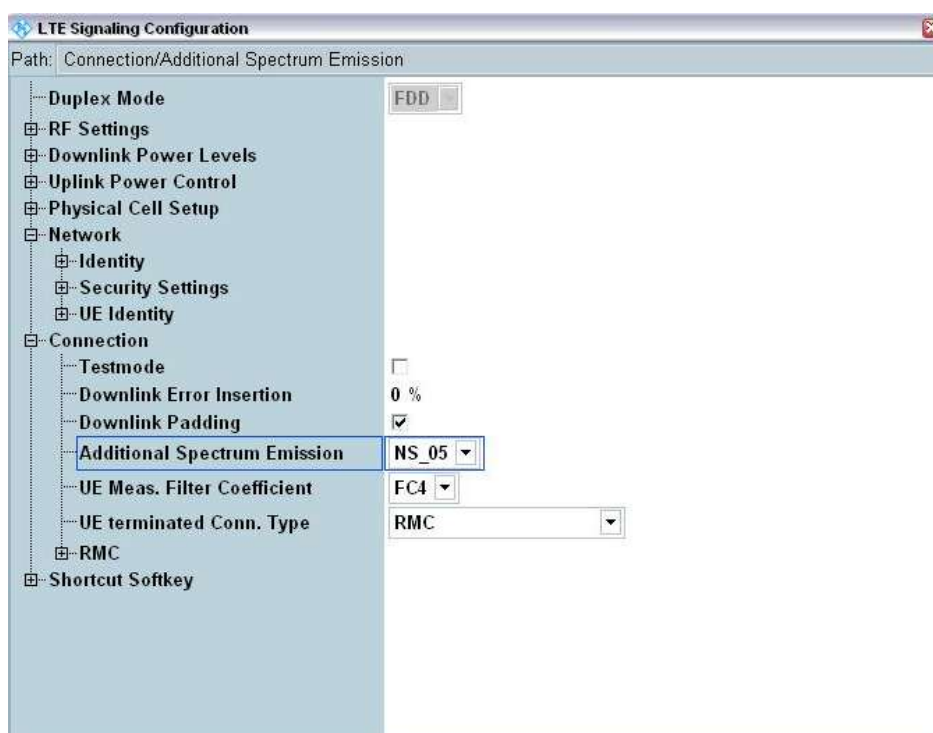 LTE Signaling Configuration
Path: Connection/Additional Spectrum Emission
Duplex Mode FDD
RF Settings
Downlink Power Levels
Uplink Power Control
Physical Cell Setup
Network
Identity
Security Settings
UE Identity
Connection
Testmode
Downlink Error Insertion 0 %
Downlink Padding
Additional Spectrum Emission NS_05
UE Meas. Filter Coefficient FC4
UE terminated Conn. Type RMC
RMC
Shortcut Softkey